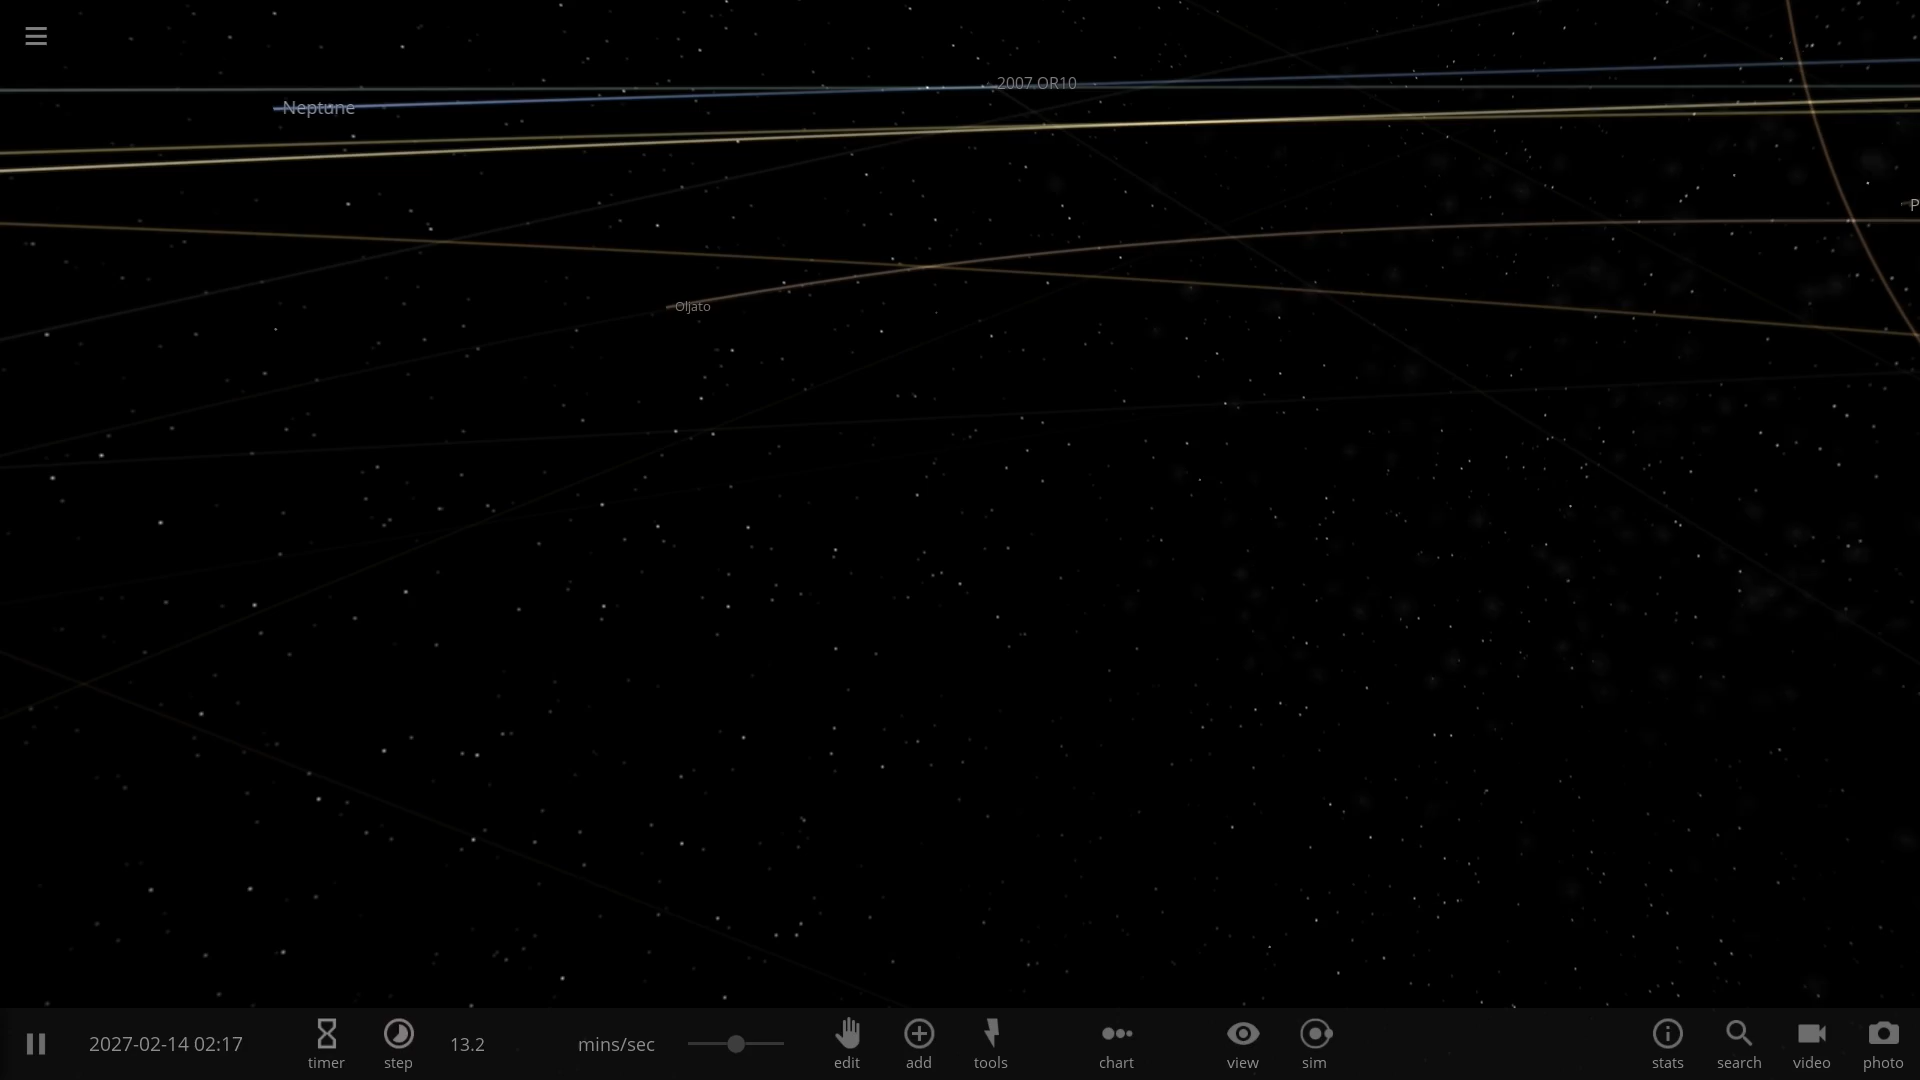 2007 OR10
Neptune
P
Oljato
2027-02-14 02:17
timer
step
13.2
mins/sec
edit
add
tools
chart
view
sim
stats
search
video
photo